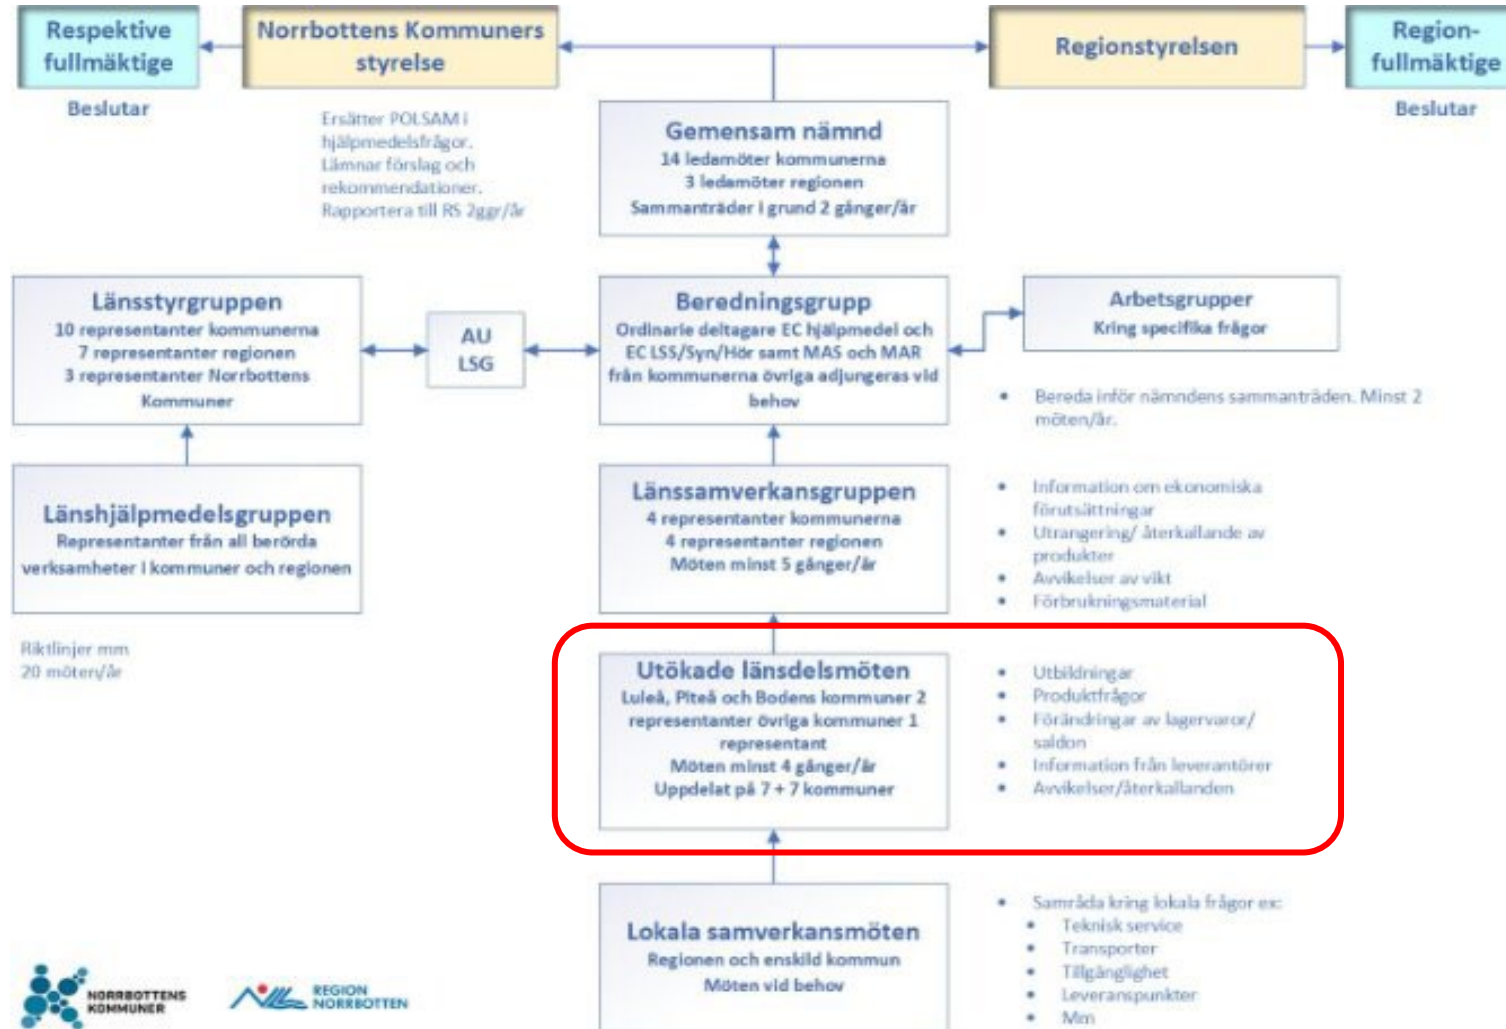 Respektive
fullmäktige
Beslutar
Norrbottens Kommuners
styrelse
Ersätter POLSAM i
hjälpmedelsfrågor.
Lämnar förslag och
rekommendationer.
Rapportera till RS 2ggr/år
Regionstyrelsen
Region-
fullmäktige
Beslutar
Gemensam nämnd
14 ledamöter kommunerna
3 ledamöter regionen
Sammanträder i grund 2 gånger/år
Länsstyrgruppen
10 representanter kommunerna
7 representanter regionen
3 representanter Norrbottens
Kommuner
AU
LSG
Beredningsgrupp
Ordinarie deltagare EC hjälpmedel och
EC LSS/Syn/Hör samt MAS och MAR
från kommunerna övriga adjungeras vid
behov
Arbetsgrupper
Kring specifika frågor
• Bereda inför nämndens sammanträden. Minst 2
möten/år.
Länshjälpmedelsgruppen
Representanter från all berörda
verksamheter i kommuner och regionen
Riktlinjer mm
20 möten/år
Länssamverkansgruppen
4 representanter kommunerna
4 representanter regionen
Möten minst 5 gånger/år
• Information om ekonomiska
förutsättningar
• Utrangering/ återkallande av
produkter
• Avvikelser av vikt
• Förbrukningsmaterial
Utökade länsdelsmöten
Luleå, Piteå och Bodens kommuner 2
representanter övriga kommuner 1
representant
Möten minst 4 gånger/år
Uppdelat på 7 + 7 kommuner
• Utbildningar
• Produktfrågor
• Förändringar av lagervaror/
saldon
• Information från leverantörer
• Avvikelser/återkallanden
Lokala samverkansmöten
Regionen och enskild kommun
Möten vid behov
• Samråda kring lokala frågor ex:
• Teknisk service
• Transporter
• Tillgänglighet
• Leveranspunkter
• Mm
NORRBOTTENS
KOMMUNER
REGION
NORRBOTTEN